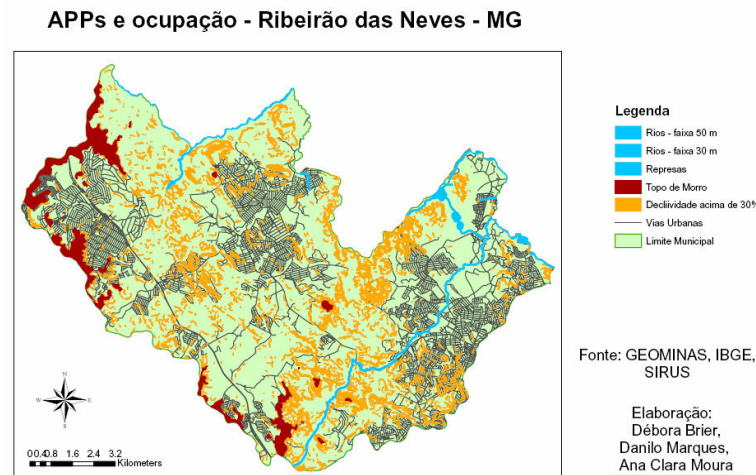 APPs e ocupação - Ribeirão das Neves - MG
Legenda
Rios - faixa 50 m
Rios - faixa 30 m
Represas
Topo de Morro
Decliividade acima de 30%
Vias Urbanas
Limite Municipal
N
W E
S
0 0.4 0.8 1.6 2.4 3.2
Kilometers
Fonte: GEOMINAS, IBGE,
SIRUS
Elaboração:
Débora Brier,
Danilo Marques,
Ana Clara Moura